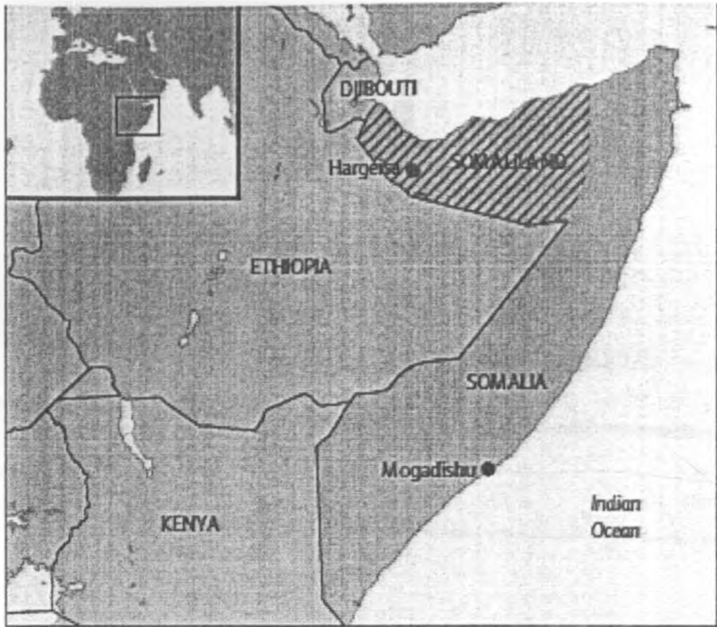 DJIBOUTI
Hargeisa
SOMALILAND
ETHIOPIA
SOMALIA
Mogadishu
KENYA
Indian
Ocean